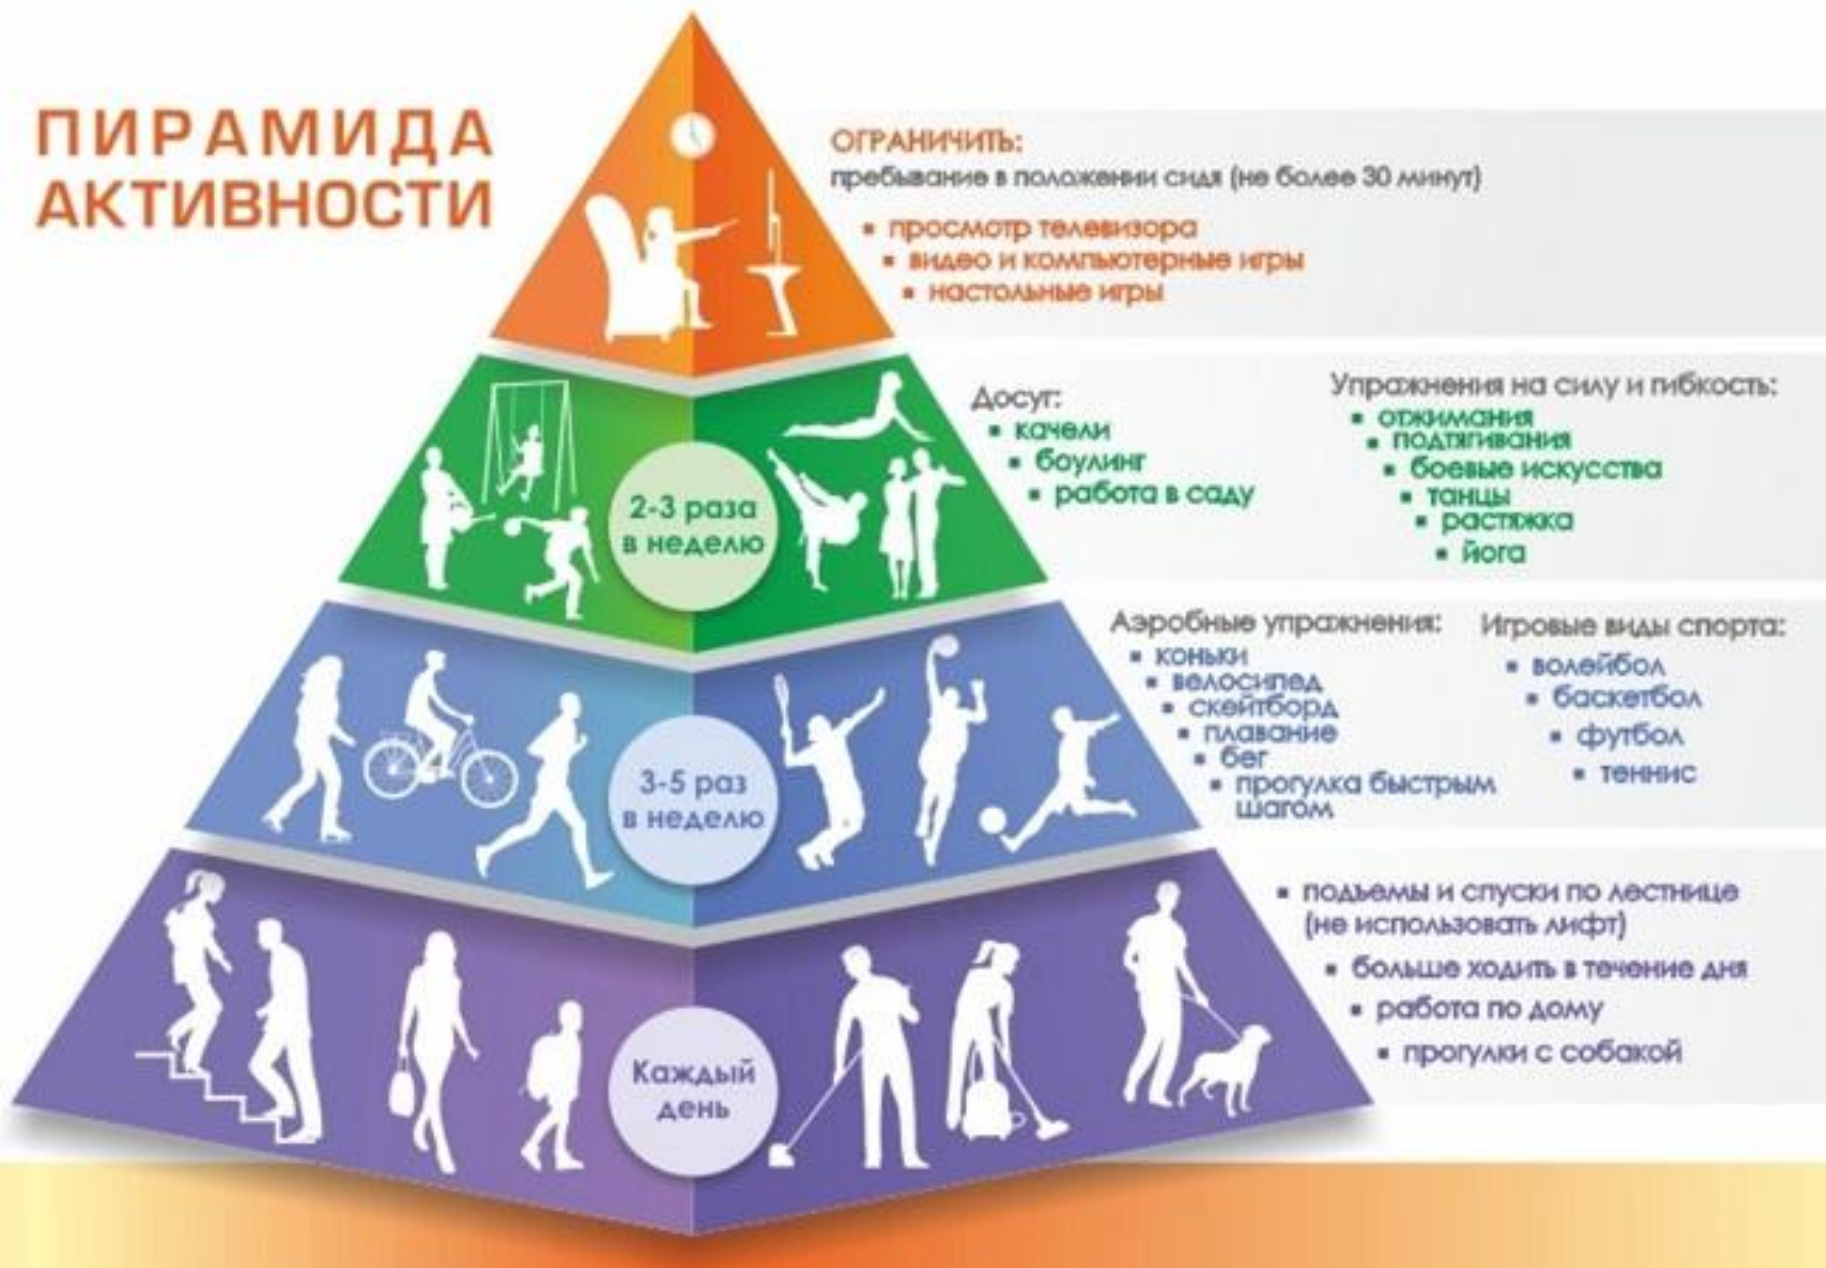 ПИРАМИДА
АКТИВНОСТИ
ОГРАНИЧИТЬ:
пребывание в положении сидя (не более 30 минут)
▪ просмотр телевизора
▪ видео и компьютерные игры
▪ настольные игры
2-3 раза
в неделю
Досуг:
▪ качели
▪ боулинг
▪ работа в саду
Упражнения на силу и гибкость:
▪ отжимания
▪ подтягивания
▪ боевые искусства
▪ танцы
▪ растяжка
▪ йога
3-5 раз
в неделю
Аэробные упражнения:
▪ коньки
▪ велосипед
▪ скейтборд
▪ плавание
▪ бег
▪ прогулка быстрым
шагом
Игровые виды спорта:
▪ волейбол
▪ баскетбол
▪ футбол
▪ теннис
Каждый
день
▪ подъемы и спуски по лестнице
(не использовать лифт)
▪ больше ходить в течение дня
▪ работа по дому
▪ прогулки с собакой